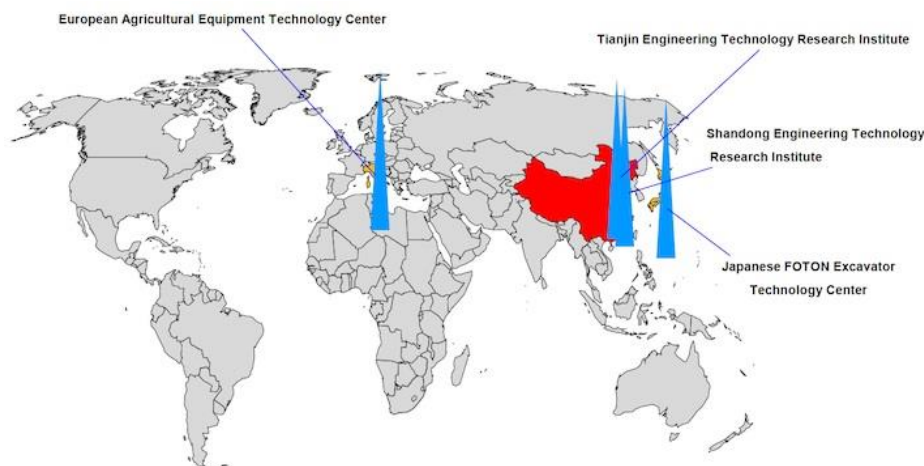 European Agricultural Equipment Technology Center
Tianjin Engineering Technology Research Institute
Shandong Engineering Technology
Research Institute
Japanese FOTON Excavator
Technology Center